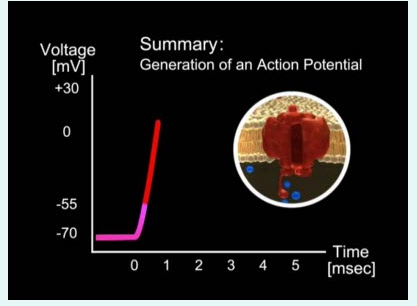 Voltage
[mV]
Summary:
Generation of an Action Potential
+30
0
-55
-70
0 1 2 3 4 5
Time
[msec]